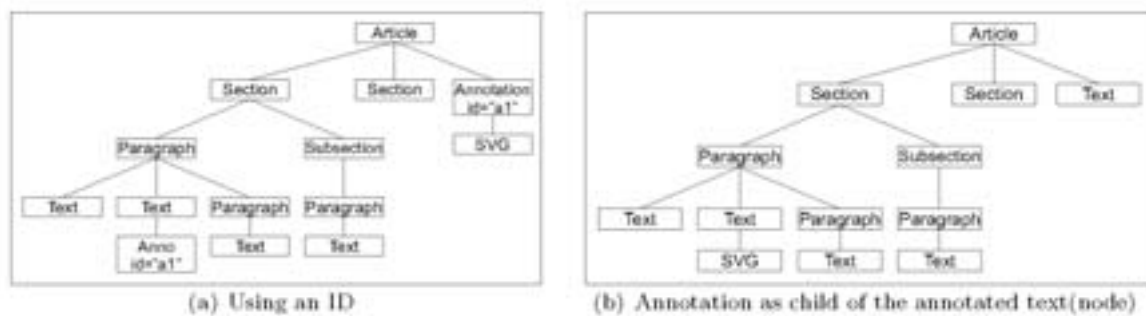 Article
Section Section Annotation
id="a1"
Paragraph Subsection SVG
Text Text Paragraph Paragraph
Anno
id="a1" Text Text
(a) Using an ID
Article
Section Section Text
Paragraph Subsection
Text Text Paragraph Paragraph
SVG Text Text
(b) Annotation as child of the annotated text(node)